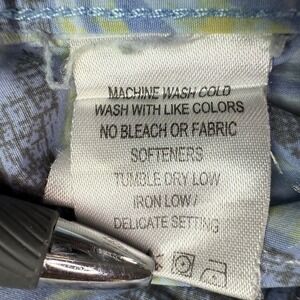 MACHINE WASH COLD
WASH WITH LIKE COLORS
NO BLEACH OR FABRIC
SOFTENERS
TUMBLE DRY LOW
IRON LOW/
DELICATE SETTING